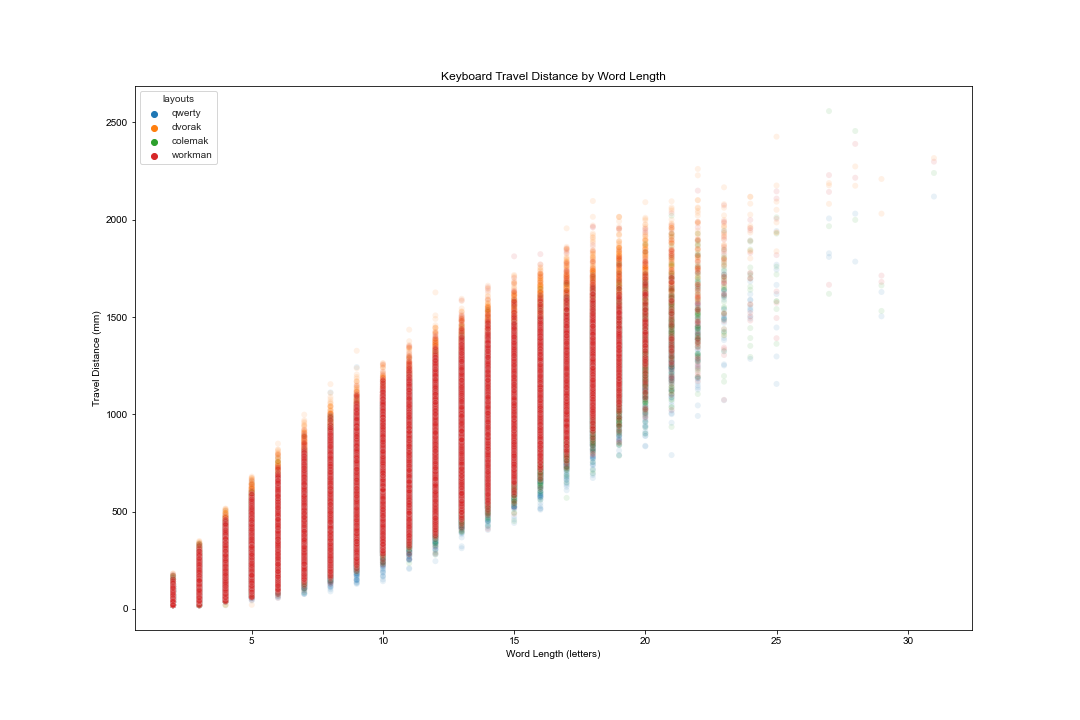 Keyboard Travel Distance by Word Length
layouts
qwerty
dvorak
colemak
workman
Travel Distance (mm)
2500
2000
1500
1000
500
0
5 10 15 20 25 30
Word Length (letters)